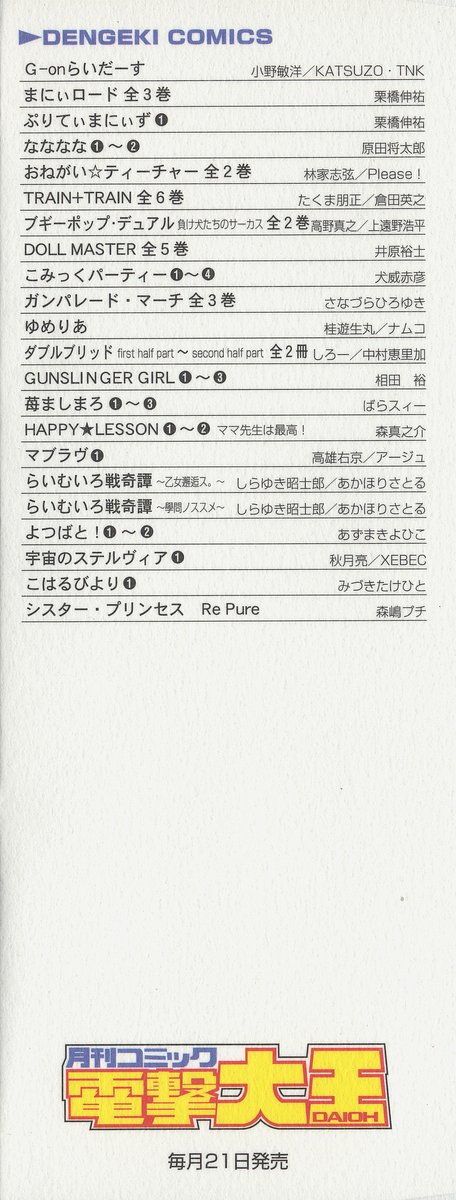 ▶DENGEKI COMICS
G-onらいだーす 小野敏洋／KATSUZO・TNK
まにぃロード 全3巻 栗橋伸祐
ぷりてぃまにぃず❶ 栗橋伸祐
なななな❶～❷ 原田将太郎
おねがい☆ティーチャー 全2巻 林家志弦／Please！
TRAIN+TRAIN 全6巻 たくま朋正／倉田英之
ブギーポップ・デュアル 負け犬たちのサーカス 全2巻 高野真之／上遠野浩平
DOLL MASTER 全5巻 井原裕士
こみっくパーティー❶～❹ 犬威赤彦
ガンパレード・マーチ 全3巻 さなづらひろゆき
ゆめりあ 桂遊生丸／ナムコ
ダブルブリッド first half part～second half part 全2冊 しろー／中村恵里加
GUNSLINGER GIRL❶～❸ 相田 裕
苺ましまろ❶～❸ ばらスィー
HAPPY★LESSON❶～❷ ママ先生は最高！ 森真之介
マブラヴ❶ 高雄右京／アージュ
らいむいろ戦奇譚 ～乙女邂逅ス。～ しらゆき昭士郎／あかほりさとる
らいむいろ戦奇譚 ～學問ノススメ～ しらゆき昭士郎／あかほりさとる
よつばと！❶～❷ あずまきよひこ
宇宙のステルヴィア❶ 秋月亮／XEBEC
こはるびより❶ みづきたけひと
シスター・プリンセス Re Pure 森嶋プチ
月刊コミック
電撃大王
DAIOH
毎月21日発売